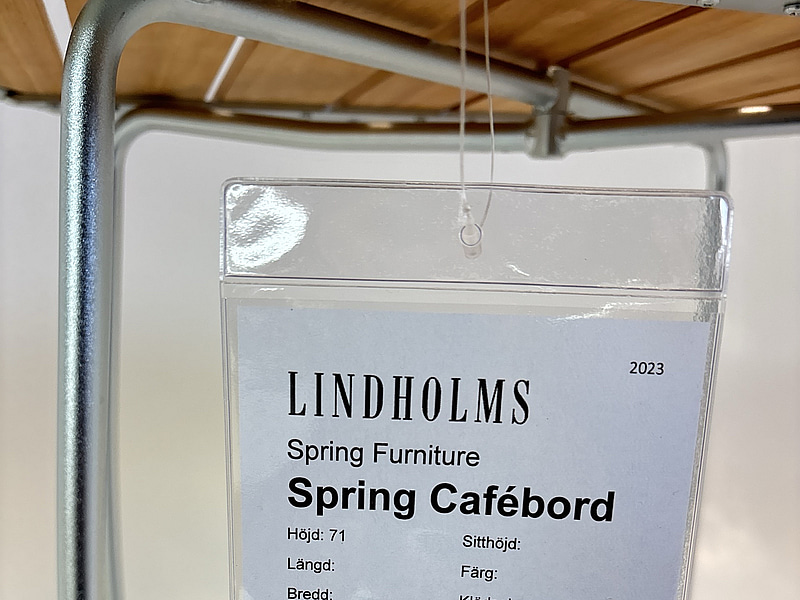 2023
LINDHOLMS
Spring Furniture
Spring Cafébord
Höjd: 71 Sitthöjd:
Längd: Färg:
Bredd: